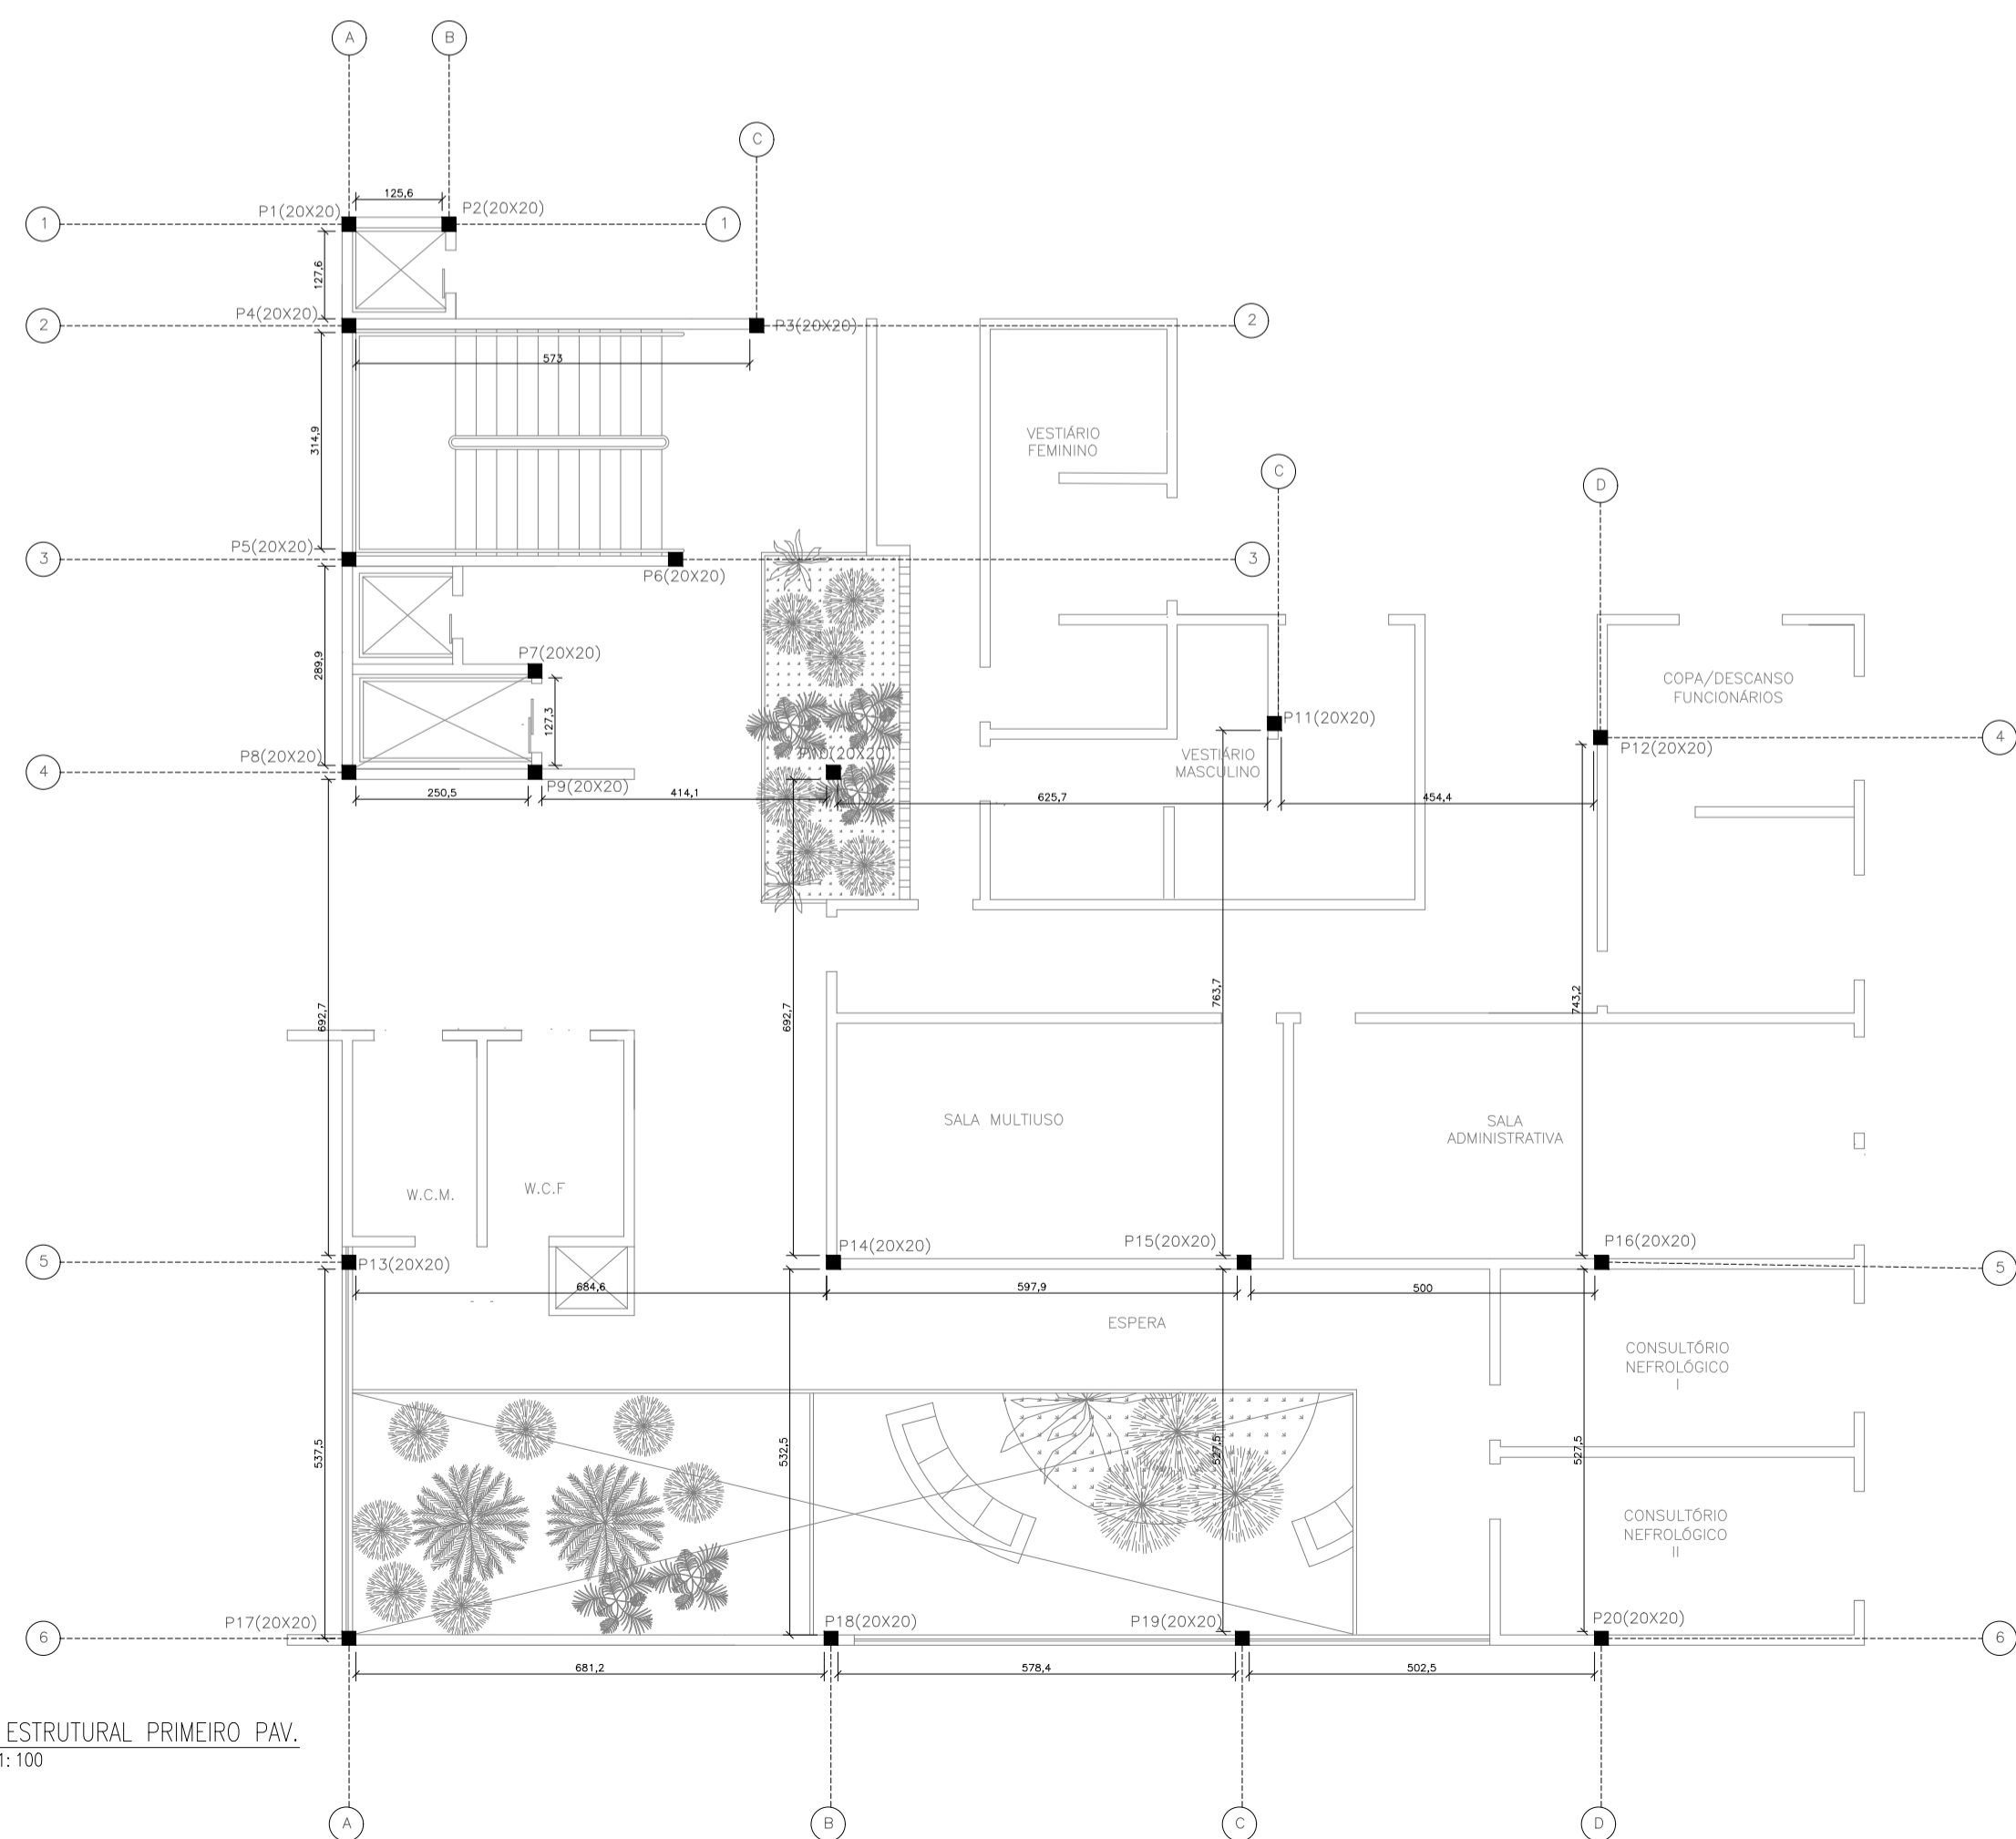 A
B
C
125,6
P1(20X20)
P2(20X20)
1
1
127,6
P4(20X20)
2
P3(20X20)
2
573
314,9
VESTIÁRIO
FEMININO
C
D
P5(20X20)
3
P6(20X20)
3
289,9
P7(20X20)
127,3
COPA/DESCANSO
FUNCIONÁRIOS
P11(20X20)
P8(20X20)
4
P9(20X20)
P10(20X20)
VESTIÁRIO
MASCULINO
P12(20X20)
4
250,5
414,1
625,7
454,4
692,7
692,7
763,7
743,2
SALA MULTIUSO
SALA
ADMINISTRATIVA
W.C.M.
W.C.F
5
P13(20X20)
P14(20X20)
P15(20X20)
P16(20X20)
5
684,6
597,9
500
ESPERA
CONSULTÓRIO
NEFROLÓGICO
I
537,5
532,5
527,5
527,5
CONSULTÓRIO
NEFROLÓGICO
II
P17(20X20)
P18(20X20)
P19(20X20)
P20(20X20)
6
6
681,2
578,4
502,5
ESTRUTURAL PRIMEIRO PAV.
1:100
A
B
C
D